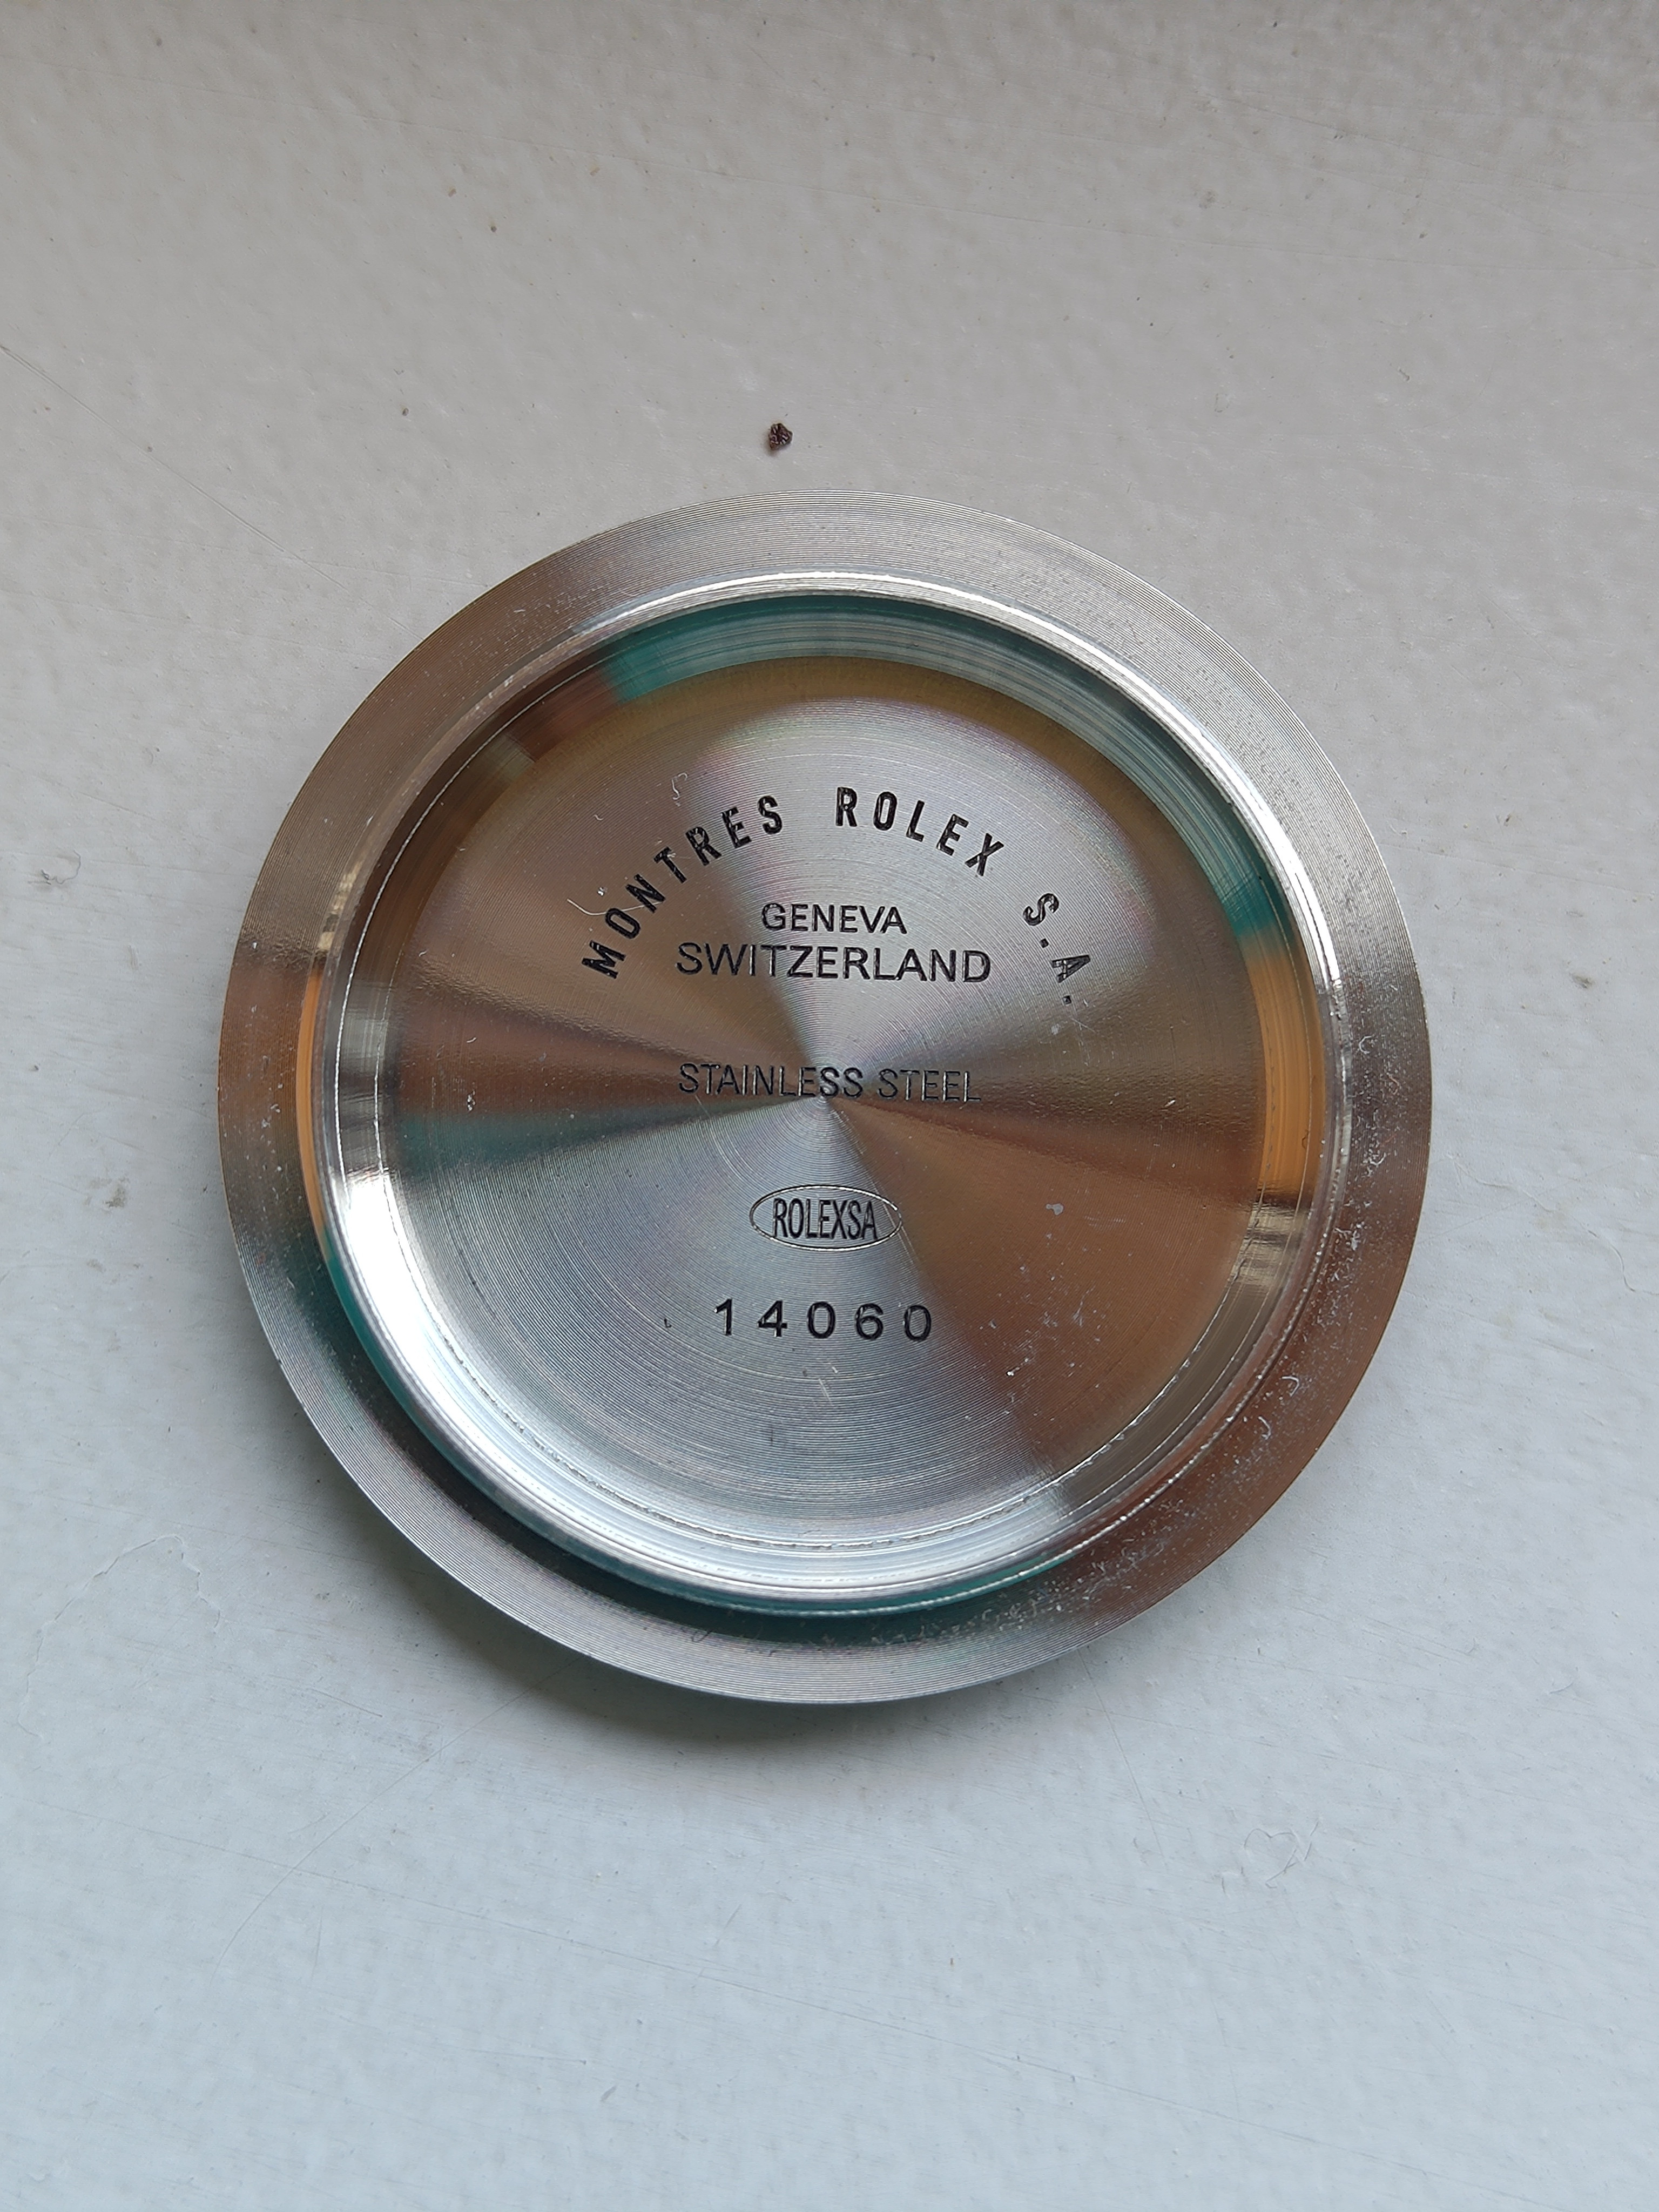 MONTRES ROLEX S.A.
GENEVA
SWITZERLAND
STAINLESS STEEL
ROLEXSA
14060